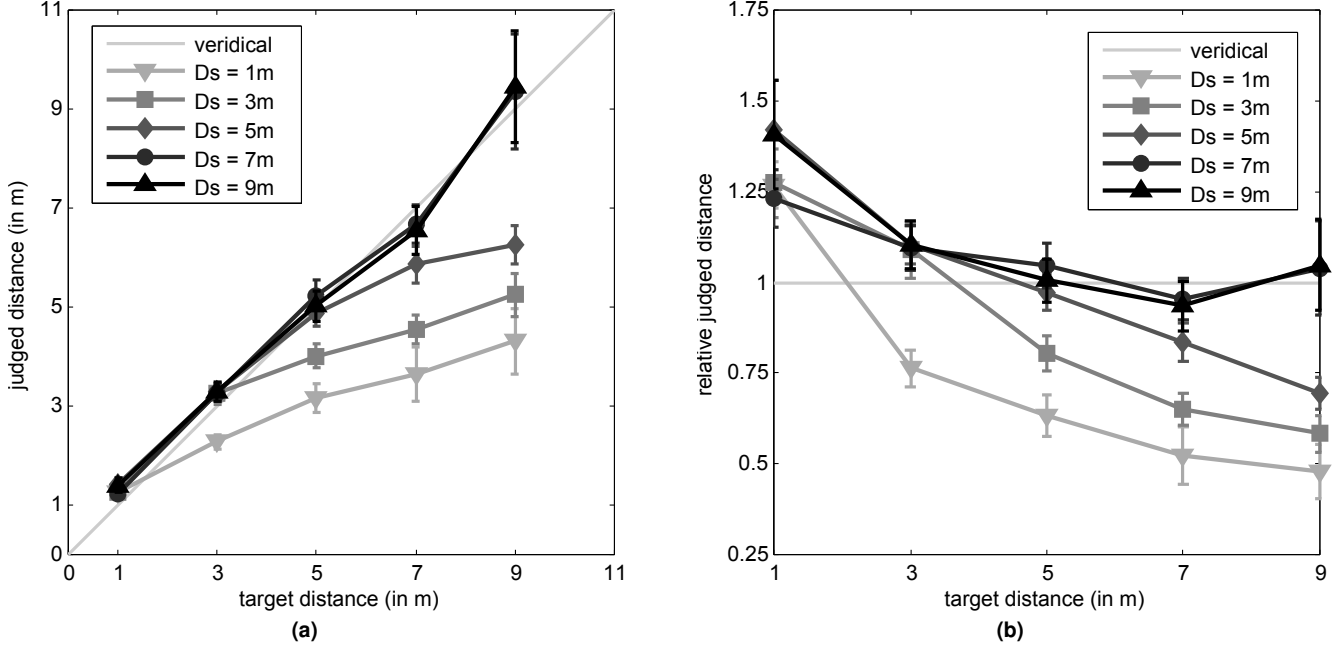 11
9
7
5
3
1
0
0
1
3
5
7
9
11
judged distance (in m)
target distance (in m)
veridical
Ds = 1m
Ds = 3m
Ds = 5m
Ds = 7m
Ds = 9m
(a)
1.75
1.5
1.25
1
0.75
0.5
0.25
1
3
5
7
9
relative judged distance
target distance (in m)
veridical
Ds = 1m
Ds = 3m
Ds = 5m
Ds = 7m
Ds = 9m
(b)